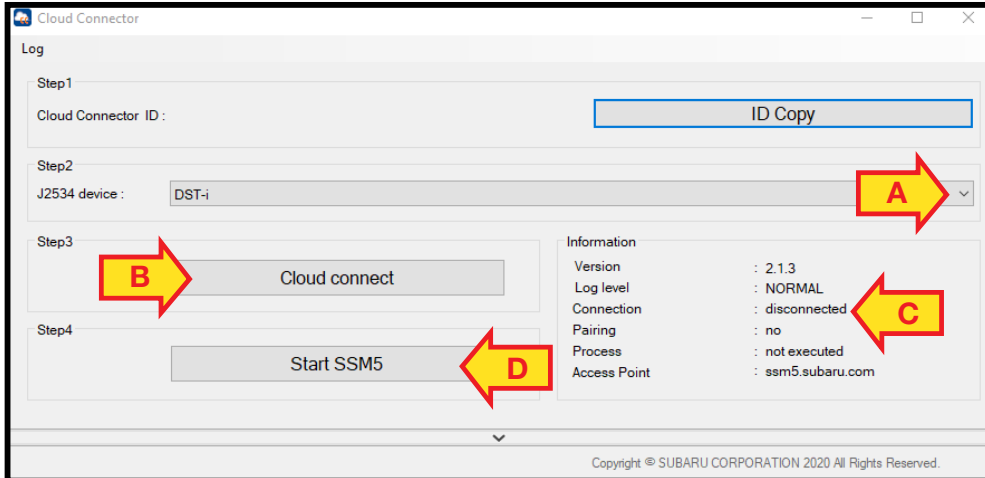 Cloud Connector
Log
Step1
Cloud Connector ID :
ID Copy
Step2
J2534 device :
DST-i
A
Step3
B
Cloud connect
Step4
Start SSM5
D
Information
Version : 2.1.3
Log level : NORMAL
Connection : disconnected
C
Pairing : no
Process : not executed
Access Point : ssm5.subaru.com
Copyright © SUBARU CORPORATION 2020 All Rights Reserved.